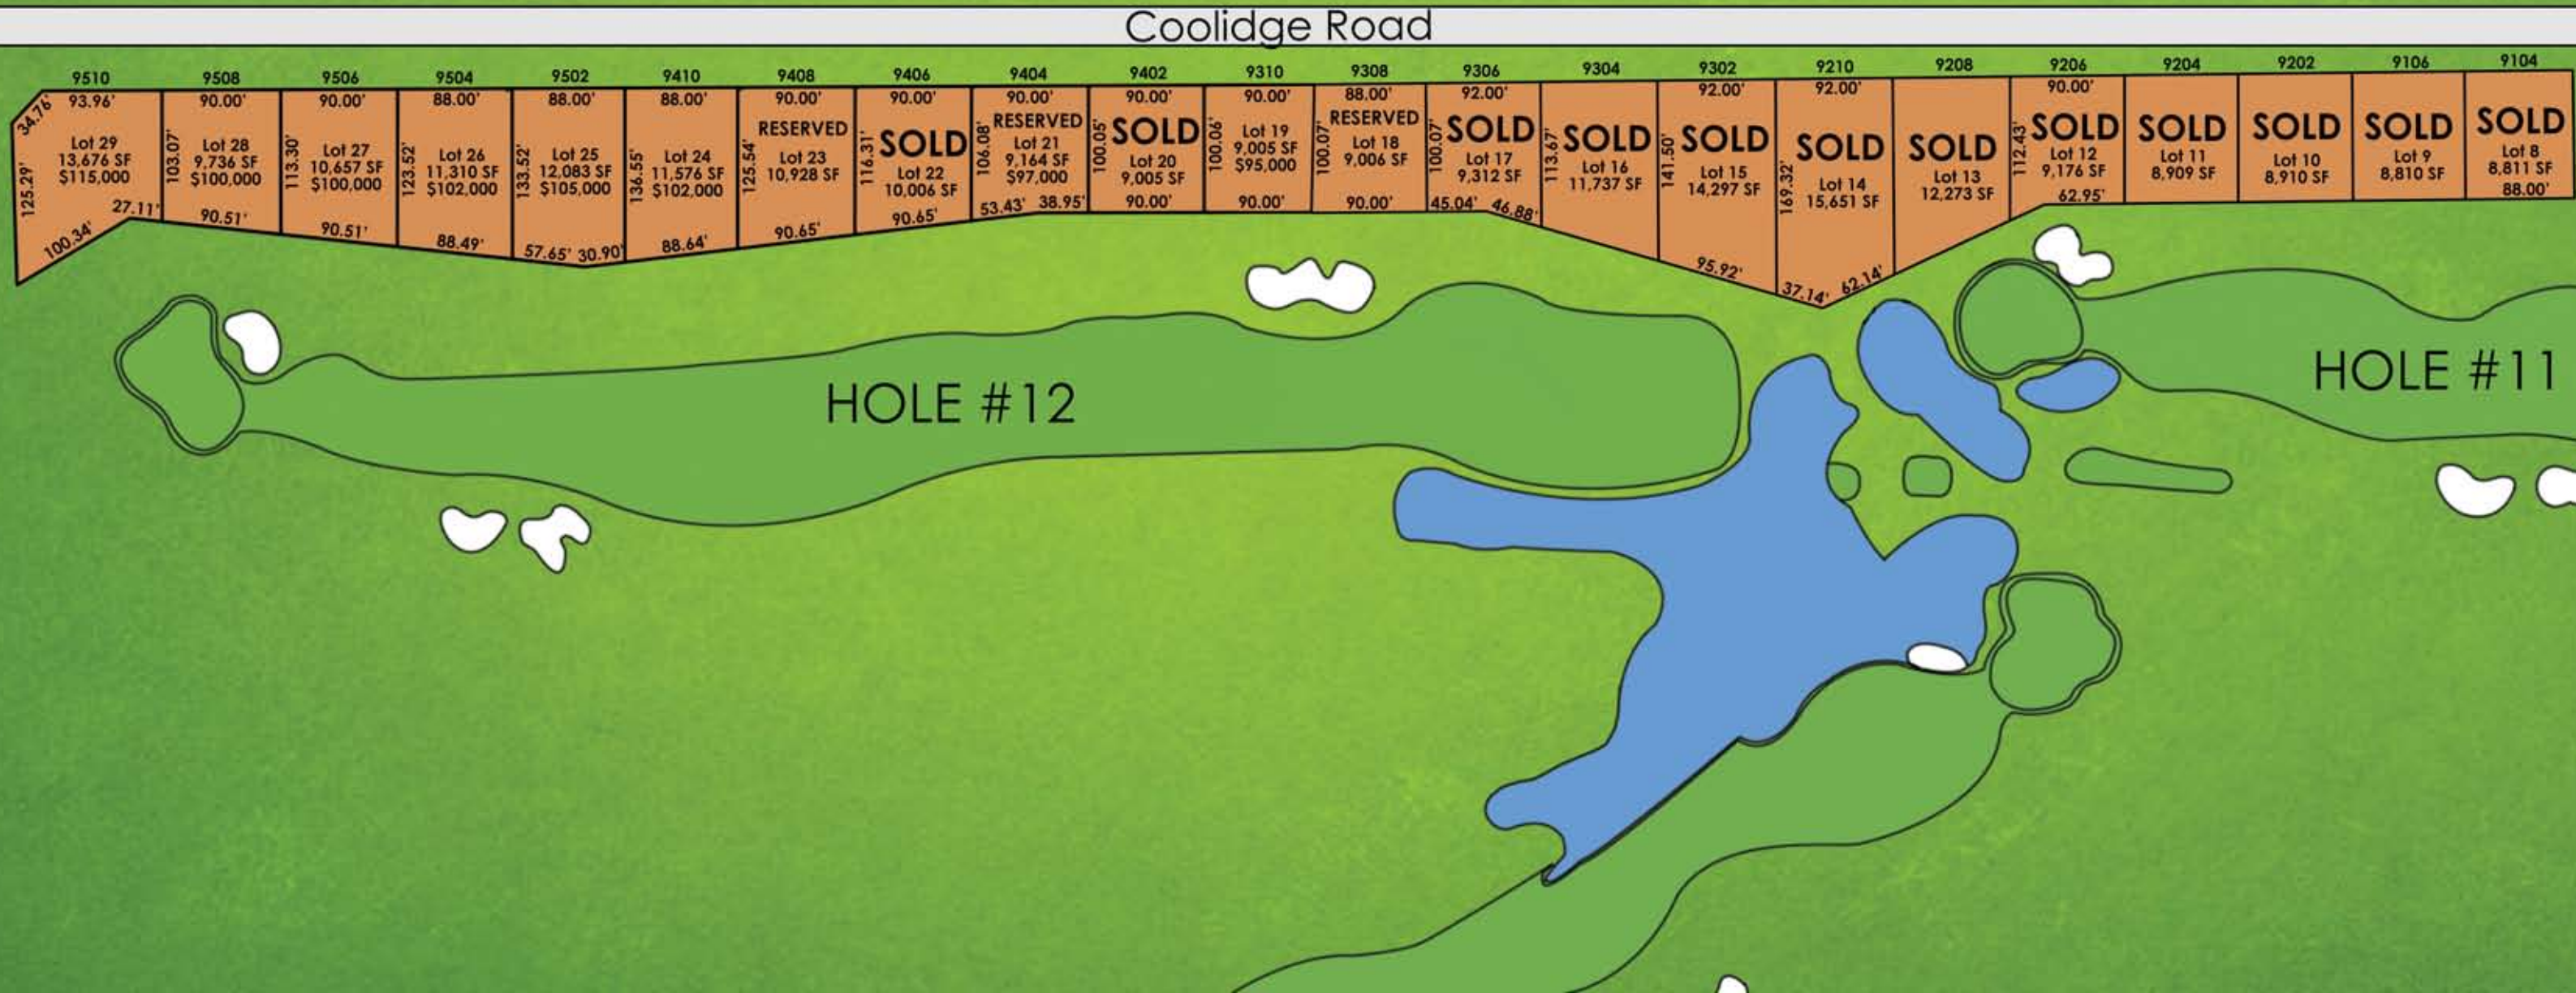 Coolidge Road
9510
9508
9506
9504
9502
9410
9408
9406
9404
9402
9310
9308
9306
9304
9302
9210
9208
9206
9204
9202
9106
9104
34.76'
93.96'
Lot 29
13,676 SF
$115,000
125.29'
100.34'
27.11'
90.00'
103.07'
Lot 28
9,736 SF
$100,000
90.51'
90.00'
113.30'
Lot 27
10,657 SF
$100,000
90.51'
88.00'
123.52'
Lot 26
11,310 SF
$102,000
88.49'
88.00'
133.52'
Lot 25
12,083 SF
$105,000
57.65' 30.90'
88.00'
136.55'
Lot 24
11,576 SF
$102,000
88.64'
90.00'
RESERVED
125.54'
Lot 23
10,928 SF
90.65'
90.00'
116.31'
SOLD
Lot 22
10,006 SF
90.65'
90.00'
RESERVED
106.08'
Lot 21
9,164 SF
$97,000
53.43' 38.95'
90.00'
100.05'
SOLD
Lot 20
9,005 SF
90.00'
90.00'
100.06'
Lot 19
9,005 SF
$95,000
90.00'
88.00'
RESERVED
100.07'
Lot 18
9,006 SF
90.00'
92.00'
100.07'
SOLD
Lot 17
9,312 SF
45.04' 46.88'
113.67'
SOLD
Lot 16
11,737 SF
92.00'
141.50'
SOLD
Lot 15
14,297 SF
95.92'
92.00'
169.32'
SOLD
Lot 14
15,651 SF
37.14' 62.14'
SOLD
Lot 13
12,273 SF
90.00'
112.43'
SOLD
Lot 12
9,176 SF
62.95'
SOLD
Lot 11
8,909 SF
SOLD
Lot 10
8,910 SF
SOLD
Lot 9
8,810 SF
SOLD
Lot 8
8,811 SF
88.00'
HOLE #12
HOLE #11